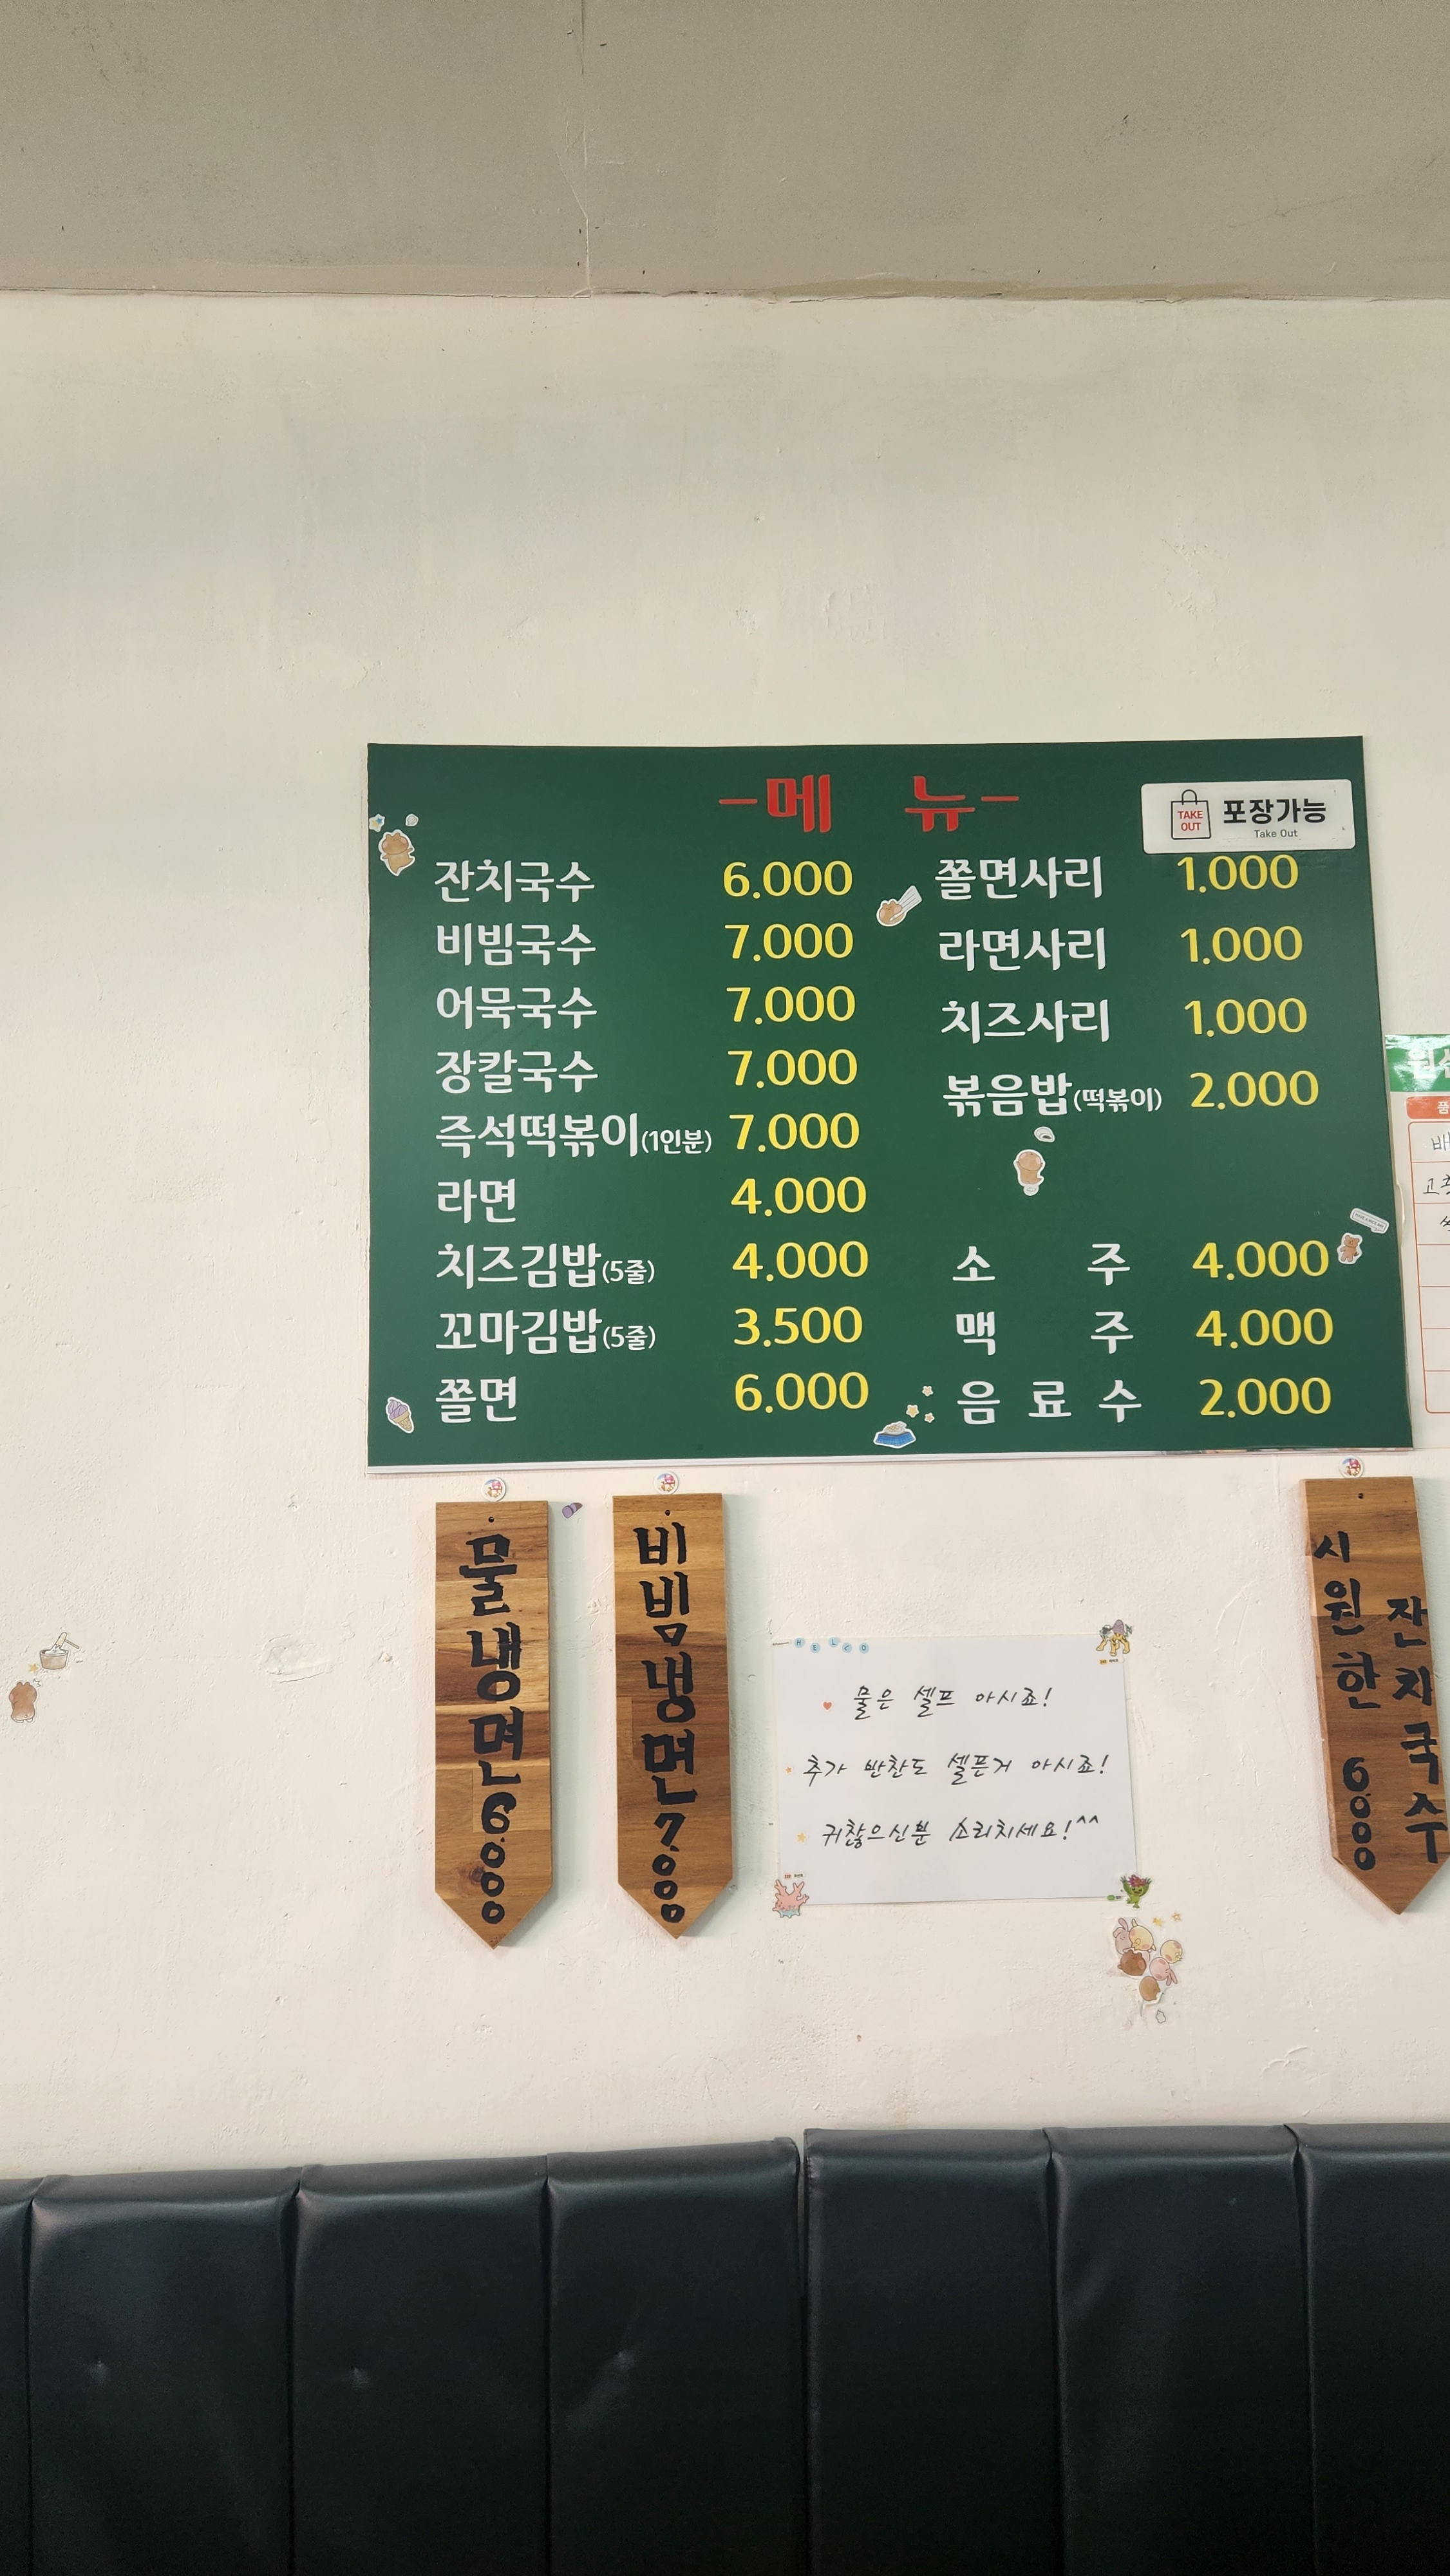 -메 뉴-
TAKE OUT
포장가능
Take Out
잔치국수 6.000
비빔국수 7.000
어묵국수 7.000
장칼국수 7.000
즉석떡볶이(1인분) 7.000
라면 4.000
치즈김밥(5줄) 4.000
꼬마김밥(5줄) 3.500
쫄면 6.000
쫄면사리 1.000
라면사리 1.000
치즈사리 1.000
볶음밥(떡볶이) 2.000
소 주 4.000
맥 주 4.000
음 료 수 2.000
물냉면 6.000
비빔냉면 7.000
물은 셀프 아시죠!
추가 반찬도 셀픈거 아시죠!
귀찮으신분 소리치세요!^^
시원한 잔치국수 6000